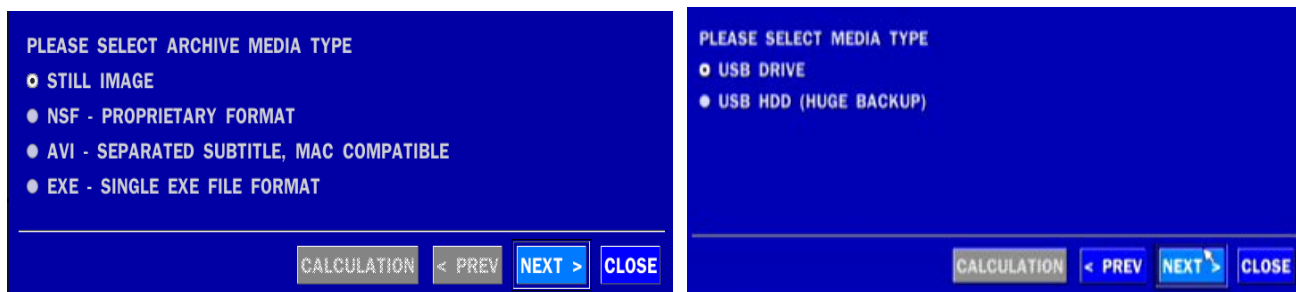 PLEASE SELECT ARCHIVE MEDIA TYPE
STILL IMAGE
NSF - PROPRIETARY FORMAT
AVI - SEPARATED SUBTITLE, MAC COMPATIBLE
EXE - SINGLE EXE FILE FORMAT
CALCULATION < PREV NEXT > CLOSE
PLEASE SELECT MEDIA TYPE
USB DRIVE
USB HDD (HUGE BACKUP)
CALCULATION < PREV NEXT > CLOSE